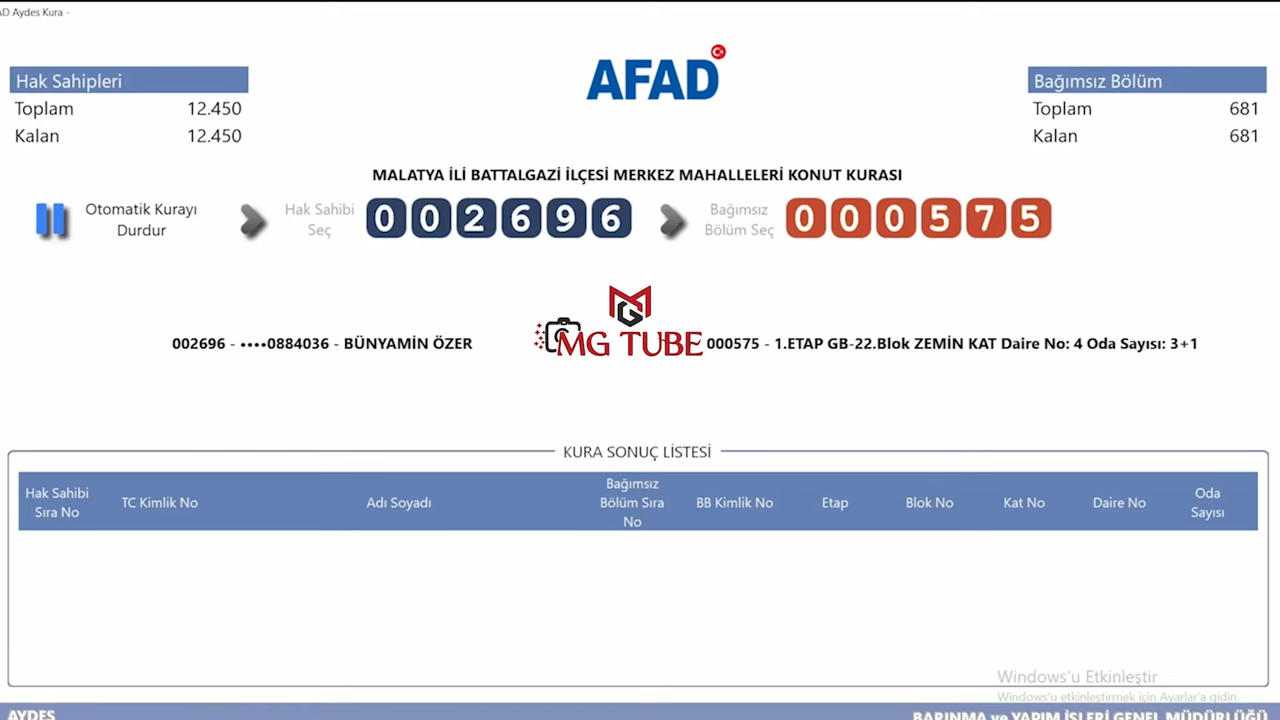 AD Aydes Kura -
AFAD
Hak Sahipleri
Toplam 12.450
Kalan 12.450
Bağımsız Bölüm
Toplam 681
Kalan 681
MALATYA İLİ BATTALGAZİ İLÇESİ MERKEZ MAHALLELERİ KONUT KURASI
Otomatik Kurayı
Durdur
Hak Sahibi
Seç
002696
Bağımsız
Bölüm Seç
000575
002696 - ••••0884036 - BÜNYAMİN ÖZER
MG TUBE
000575 - 1.ETAP GB-22.Blok ZEMİN KAT Daire No: 4 Oda Sayısı: 3+1
KURA SONUÇ LİSTESİ
Hak Sahibi
Sıra No
TC Kimlik No
Adı Soyadı
Bağımsız
Bölüm Sıra
No
BB Kimlik No
Etap
Blok No
Kat No
Daire No
Oda
Sayısı
Windows'u Etkinleştir
Windows'u etkinleştirmek için Ayarlar'a gidin.
AYDES
BARINMA ve YAPIM İŞLERİ GENEL MÜDÜRLÜĞÜ